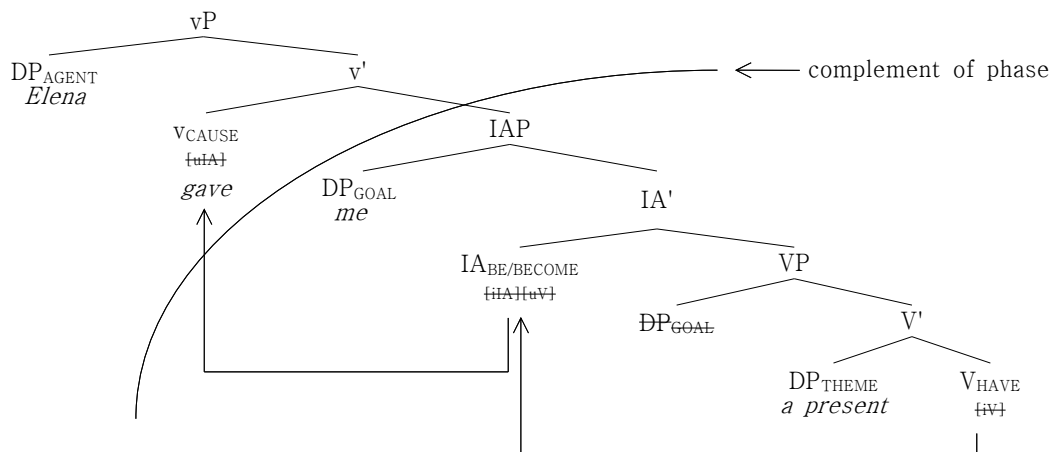 vP
DPAGENT
Elena
v'
complement of phase
vCAUSE
[uIA]
gave
IAP
DPGOAL
me
IA'
IABE/BECOME
[iIA][uV]
VP
DPGOAL
V'
DPTHEME
a present
VHAVE
[iV]